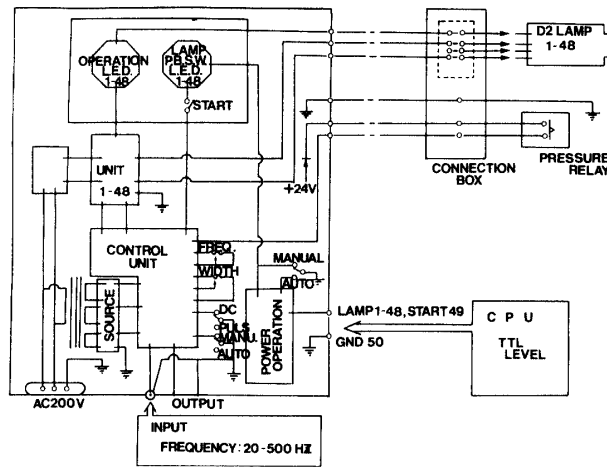 OPERATION
L.E.D.
1-48
LAMP
P.B.S.W.
L.E.D.
1-48
START
D2 LAMP
1-48
UNIT
1-48
+24V
CONNECTION
BOX
PRESSURE
RELAY
CONTROL
UNIT
FREQ.
WIDTH
MANUAL
AUTO
SOURCE
DC
PULS.
MANU.
AUTO
POWER OPERATION
LAMP1-48, START49
GND 50
C P U
TTL
LEVEL
AC200V
OUTPUT
INPUT
FREQUENCY: 20-500 HZ